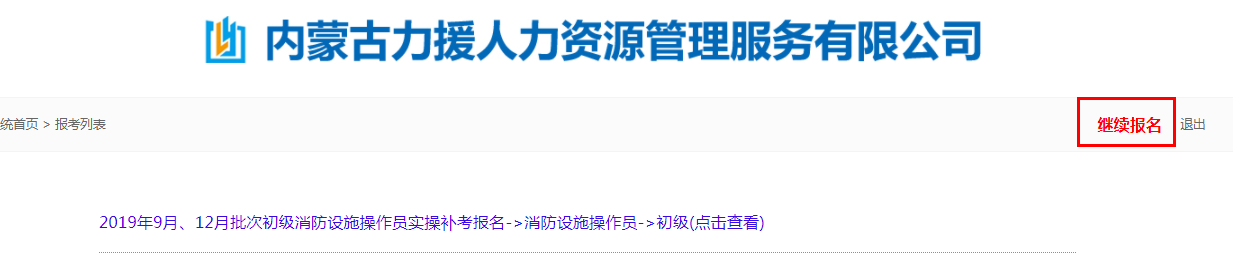 内蒙古力援人力资源管理服务有限公司
统首页 > 报考列表 继续报名 退出
2019年9月、12月批次初级消防设施操作员实操补考报名->消防设施操作员->初级(点击查看)